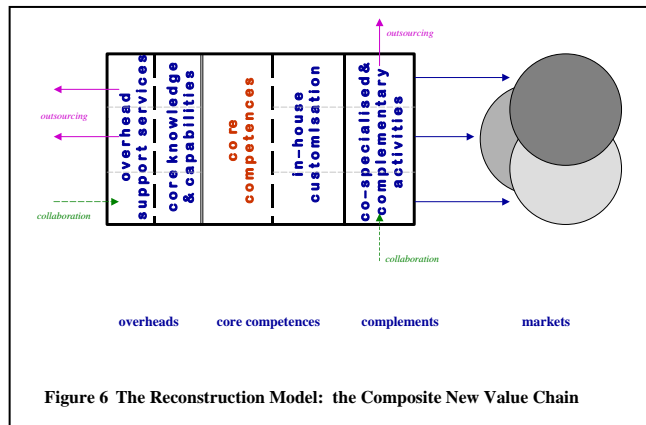 outsourcing
outsourcing
collaboration
overhead
support services
core knowledge
& capabilities
core
competences
in-house
customisation
co-specialised&
complementary
activities
collaboration
overheads
core competences
complements
markets
Figure 6 The Reconstruction Model: the Composite New Value Chain